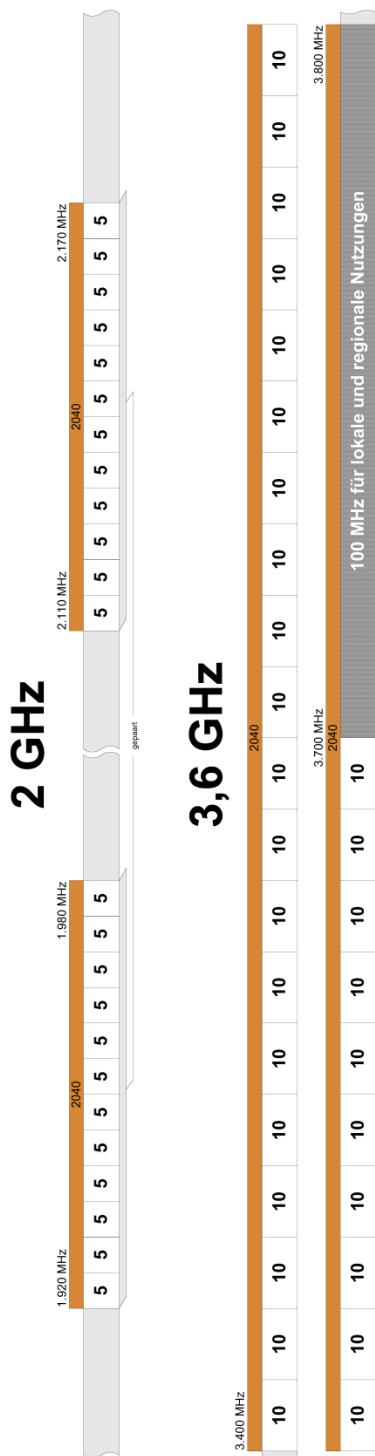 2 GHz
1.920 MHz 1.980 MHz 2.110 MHz 2.170 MHz
2040 2040
5 5 5 5 5 5 5 5 5 5 5 5 5 5 5 5 5 5 5 5 5 5 5 5
gepaart
3,6 GHz
3.400 MHz
2040
10 10 10 10 10 10 10 10 10 10 10 10 10 10 10 10 10 10 10 10
3.700 MHz 3.800 MHz
2040
10 10 10 10 10 10 10 10 10 10 100 MHz für lokale und regionale Nutzungen